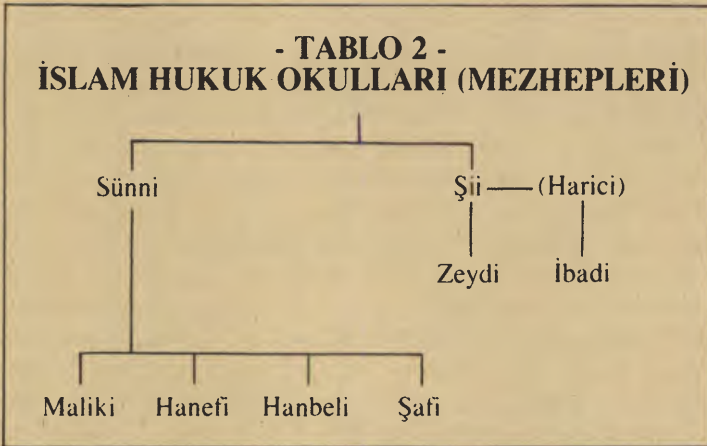 - TABLO 2 -
İSLAM HUKUK OKULLARI (MEZHEPLERİ)
Sünni Şii (Harici)
Zeydi İbadi
Maliki Hanefi Hanbeli Şafi